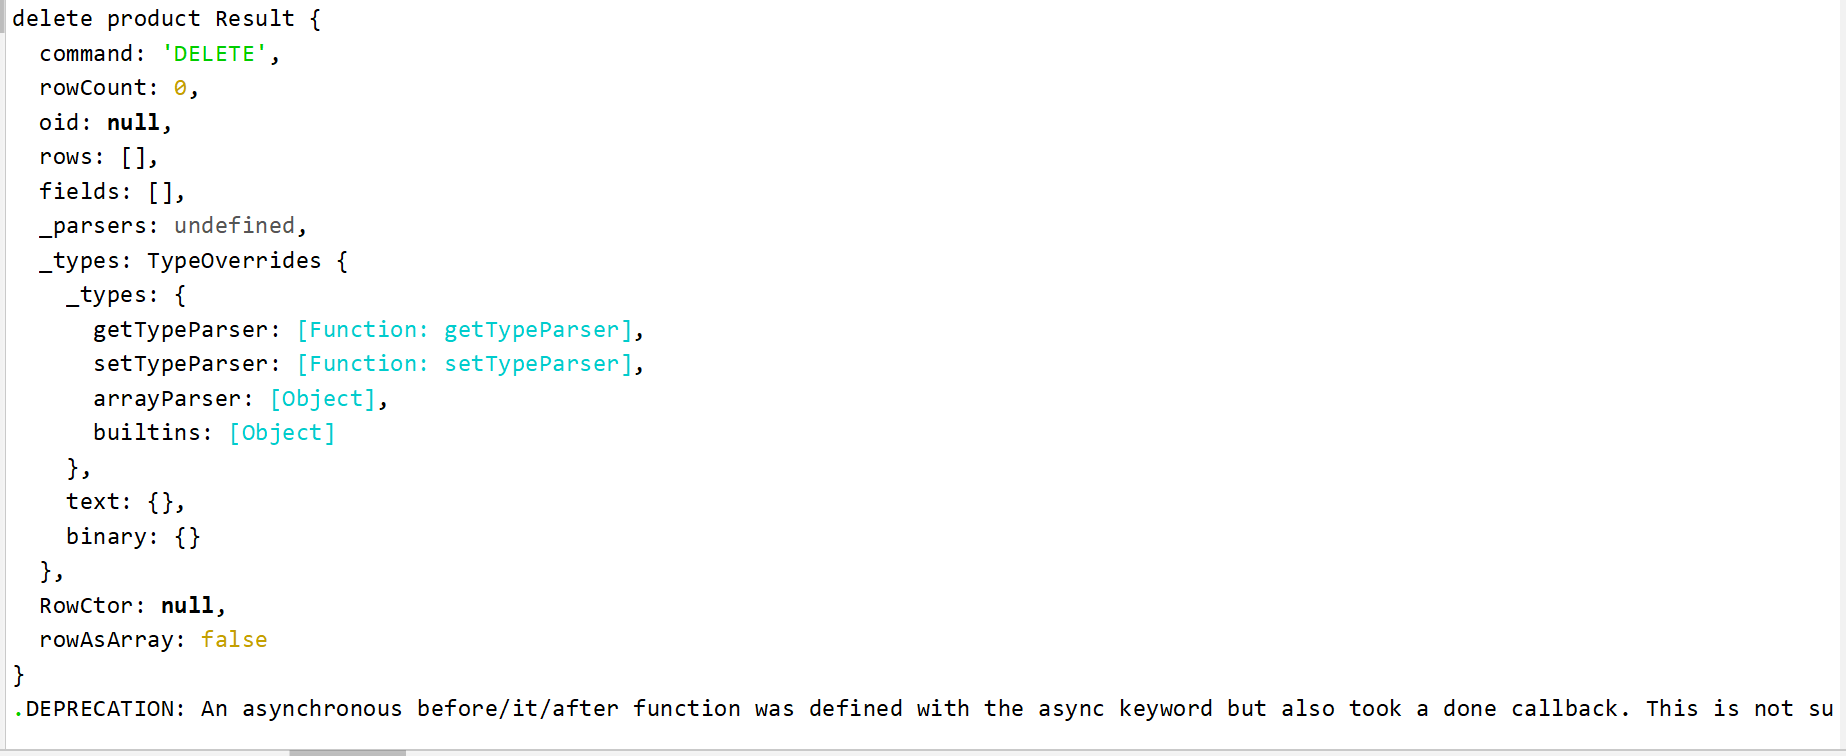 delete product Result {
  command: 'DELETE',
  rowCount: 0,
  oid: null,
  rows: [],
  fields: [],
  _parsers: undefined,
  _types: TypeOverrides {
    _types: {
      getTypeParser: [Function: getTypeParser],
      setTypeParser: [Function: setTypeParser],
      arrayParser: [Object],
      builtins: [Object]
    },
    text: {},
    binary: {}
  },
  RowCtor: null,
  rowAsArray: false
}
.DEPRECATION: An asynchronous before/it/after function was defined with the async keyword but also took a done callback. This is not su